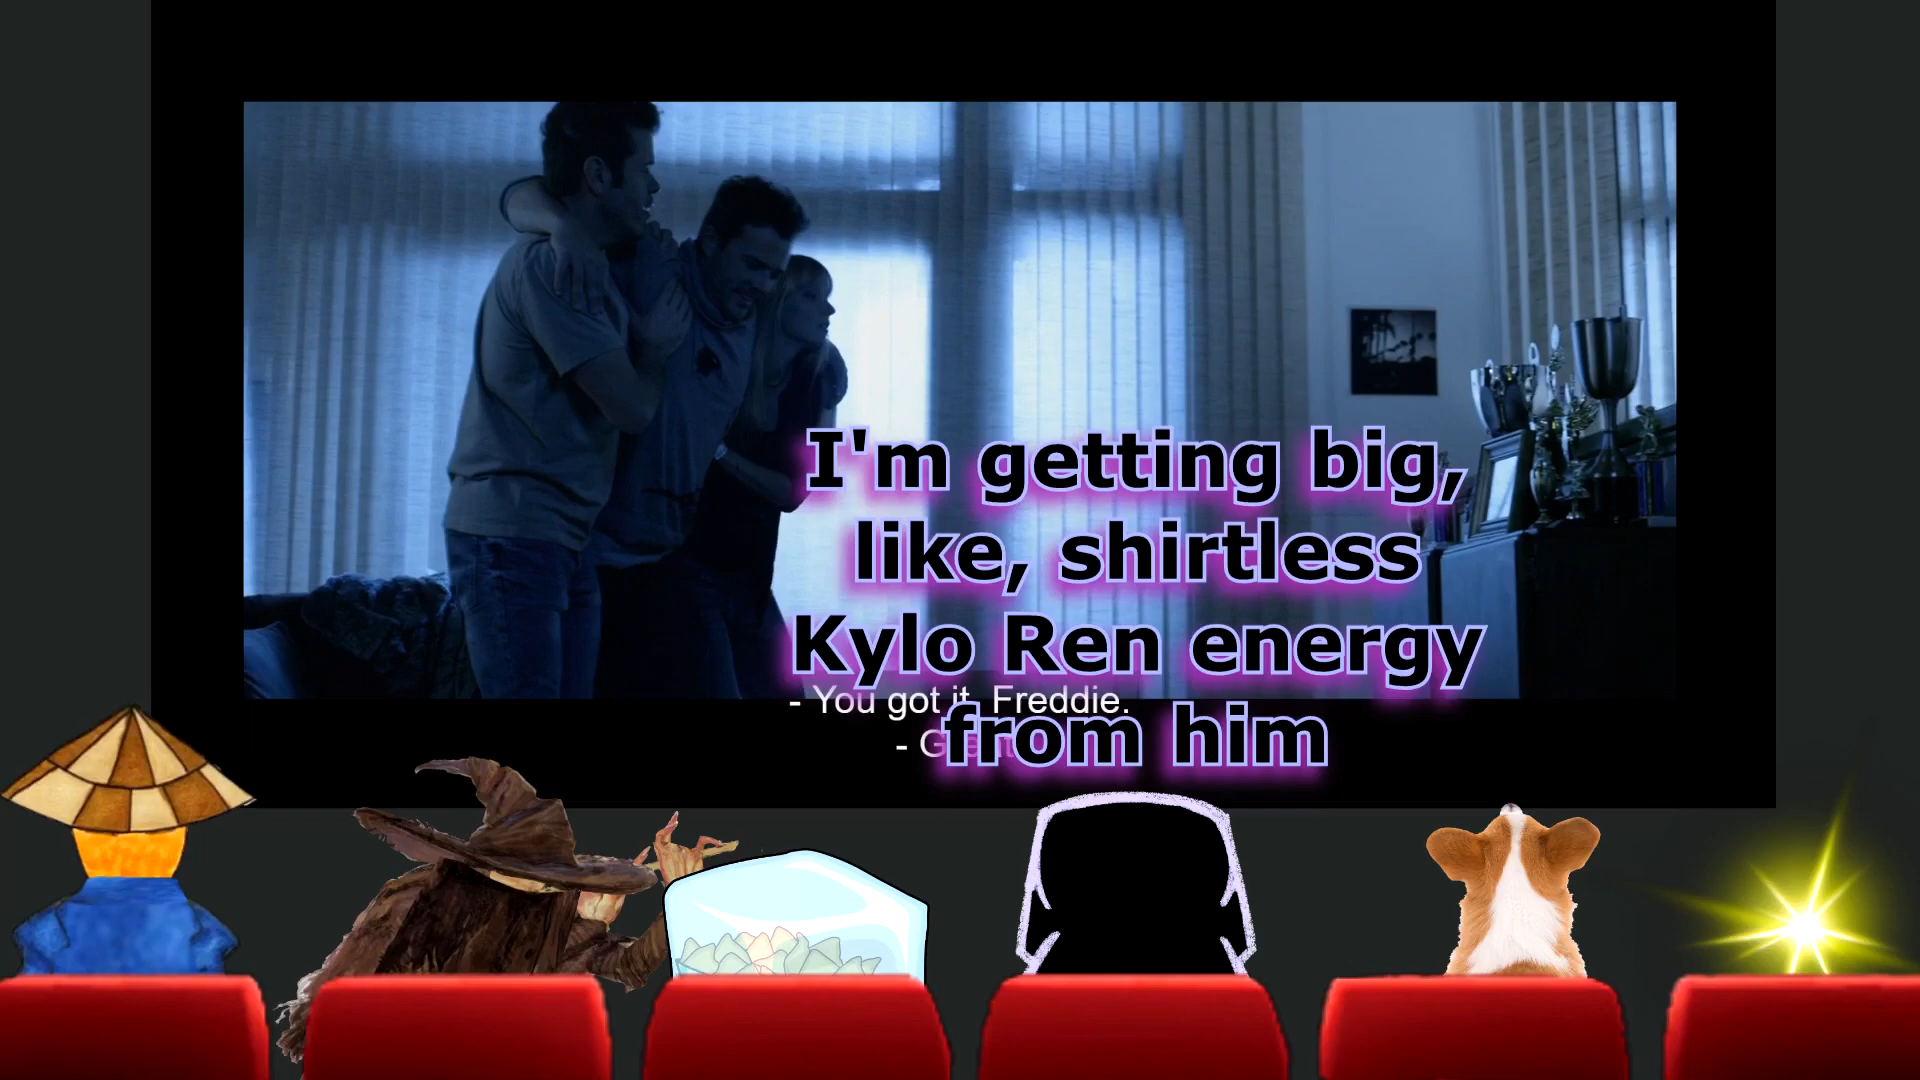 I'm getting big,
like, shirtless
Kylo Ren energy
from him
- You got it, Freddie.